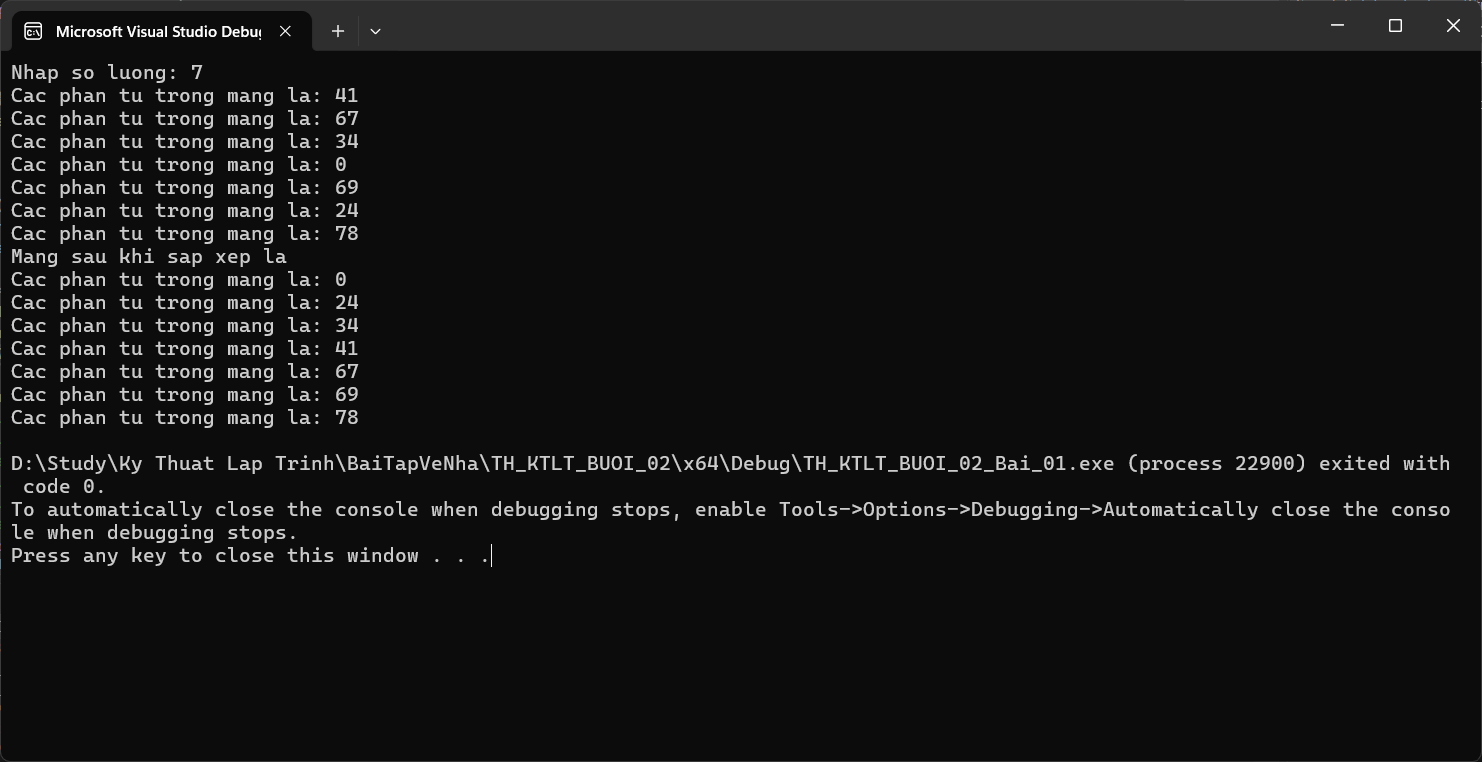 Microsoft Visual Studio Debu
Nhap so luong: 7
Cac phan tu trong mang la: 41
Cac phan tu trong mang la: 67
Cac phan tu trong mang la: 34
Cac phan tu trong mang la: 0
Cac phan tu trong mang la: 69
Cac phan tu trong mang la: 24
Cac phan tu trong mang la: 78
Mang sau khi sap xep la
Cac phan tu trong mang la: 0
Cac phan tu trong mang la: 24
Cac phan tu trong mang la: 34
Cac phan tu trong mang la: 41
Cac phan tu trong mang la: 67
Cac phan tu trong mang la: 69
Cac phan tu trong mang la: 78
D:\Study\Ky Thuat Lap Trinh\BaiTapVeNha\TH_KTLT_BUOI_02\x64\Debug\TH_KTLT_BUOI_02_Bai_01.exe (process 22900) exited with
code 0.
To automatically close the console when debugging stops, enable Tools->Options->Debugging->Automatically close the conso
le when debugging stops.
Press any key to close this window . . .